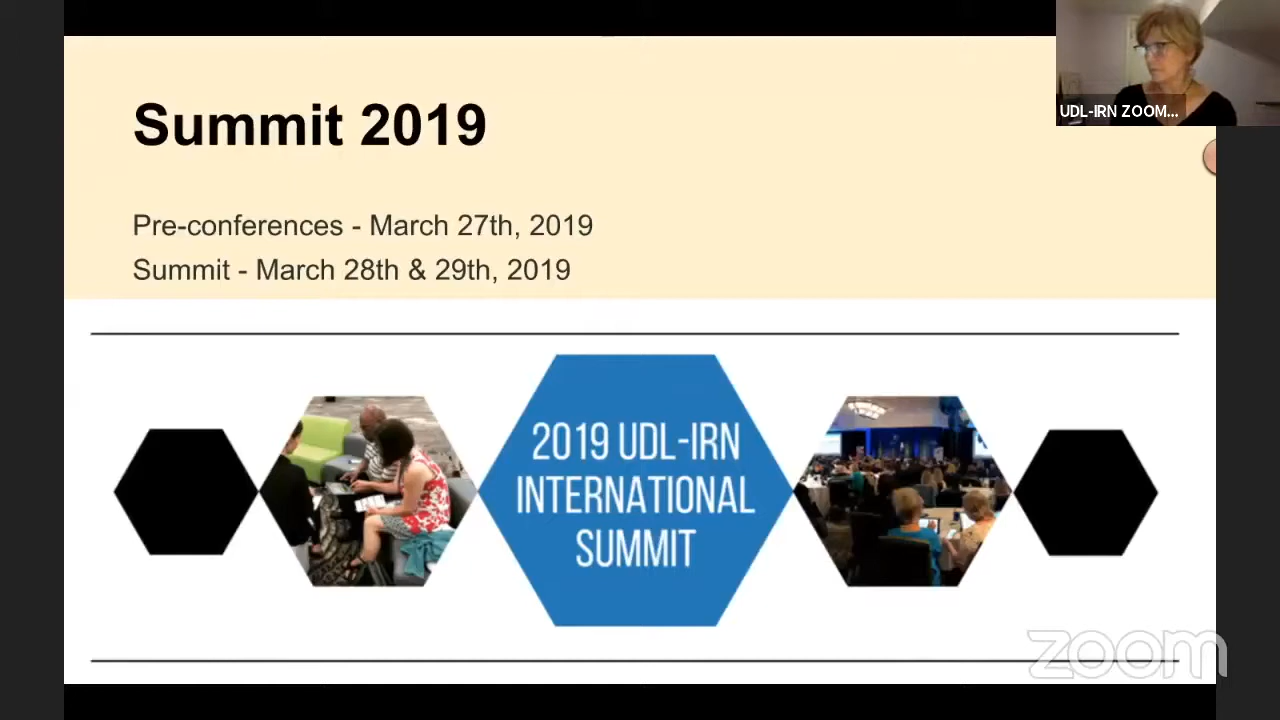 Summit 2019
UDL-IRN ZOOM...
Pre-conferences - March 27th, 2019
Summit - March 28th & 29th, 2019
2019 UDL-IRN
INTERNATIONAL
SUMMIT
zoom